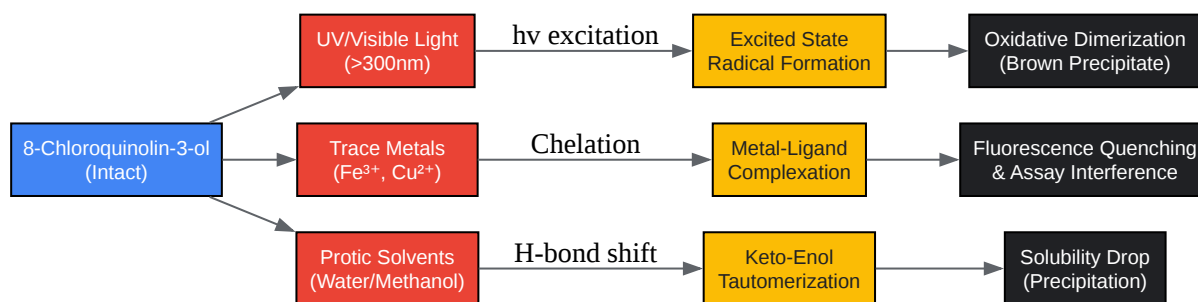 UV/Visible Light
(>300nm)
hv excitation
Excited State
Radical Formation
Oxidative Dimerization
(Brown Precipitate)
8-Chloroquinolin-3-ol
(Intact)
Trace Metals
(Fe³⁺, Cu²⁺)
Chelation
Metal-Ligand
Complexation
Fluorescence Quenching
& Assay Interference
Protic Solvents
(Water/Methanol)
H-bond shift
Keto-Enol
Tautomerization
Solubility Drop
(Precipitation)